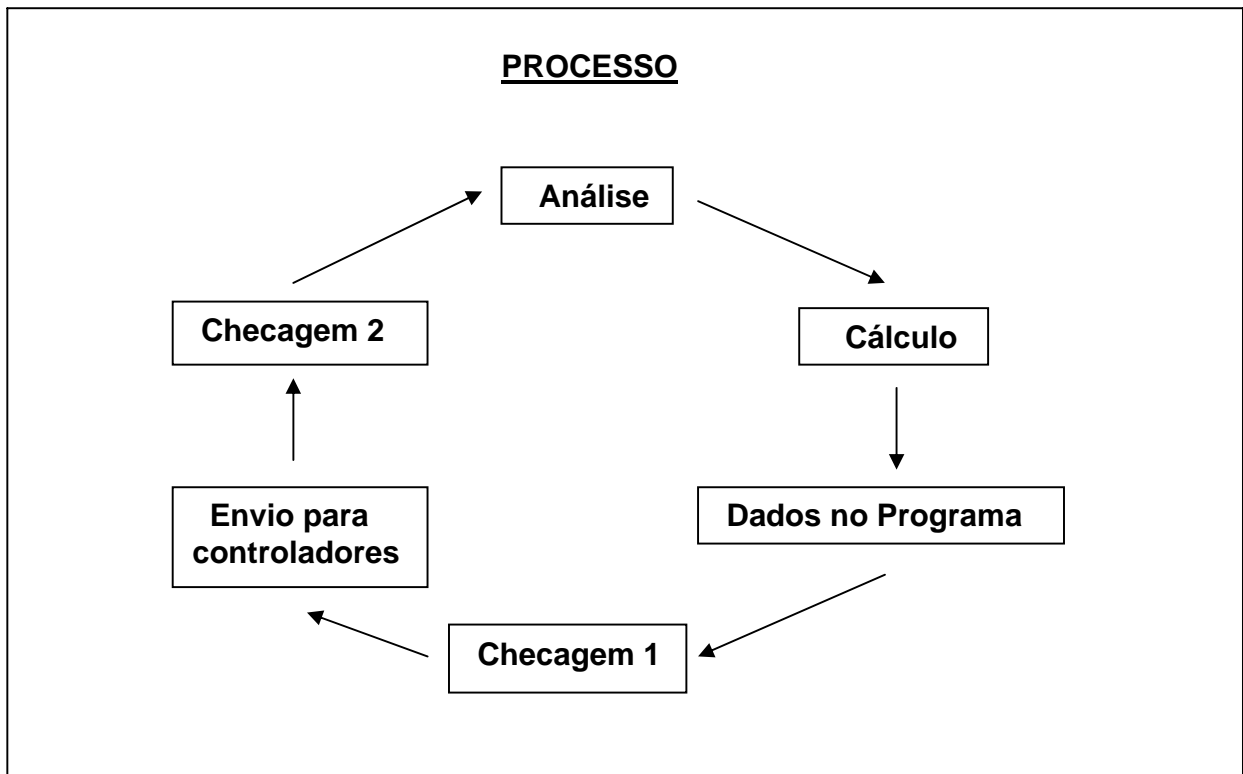 PROCESSO
Análise
Cálculo
Dados no Programa
Checagem 1
Envio para
controladores
Checagem 2